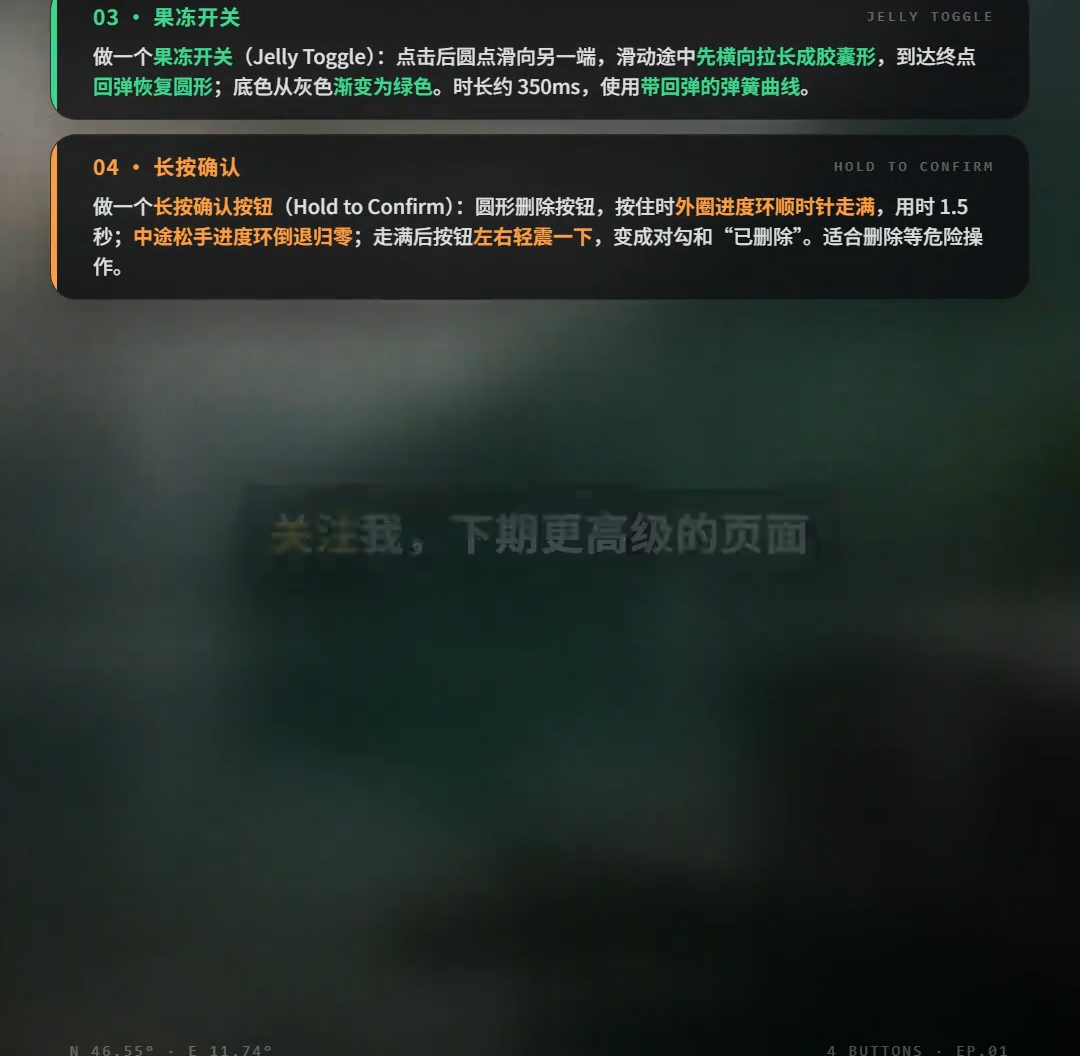 03 • 果冻开关
JELLY TOGGLE
做一个果冻开关（Jelly Toggle）：点击后圆点滑向另一端，滑动途中先横向拉长成胶囊形，到达终点
回弹恢复圆形；底色从灰色渐变为绿色。时长约 350ms，使用带回弹的弹簧曲线。
04 • 长按确认
HOLD TO CONFIRM
做一个长按确认按钮（Hold to Confirm）：圆形删除按钮，按住时外圈进度环顺时针走满，用时 1.5
秒；中途松手进度环倒退归零；走满后按钮左右轻震一下，变成对勾和“已删除”。适合删除等危险操
作。
关注我，下期更高级的页面
N 46.55° · E 11.74°
4 BUTTONS · EP.01